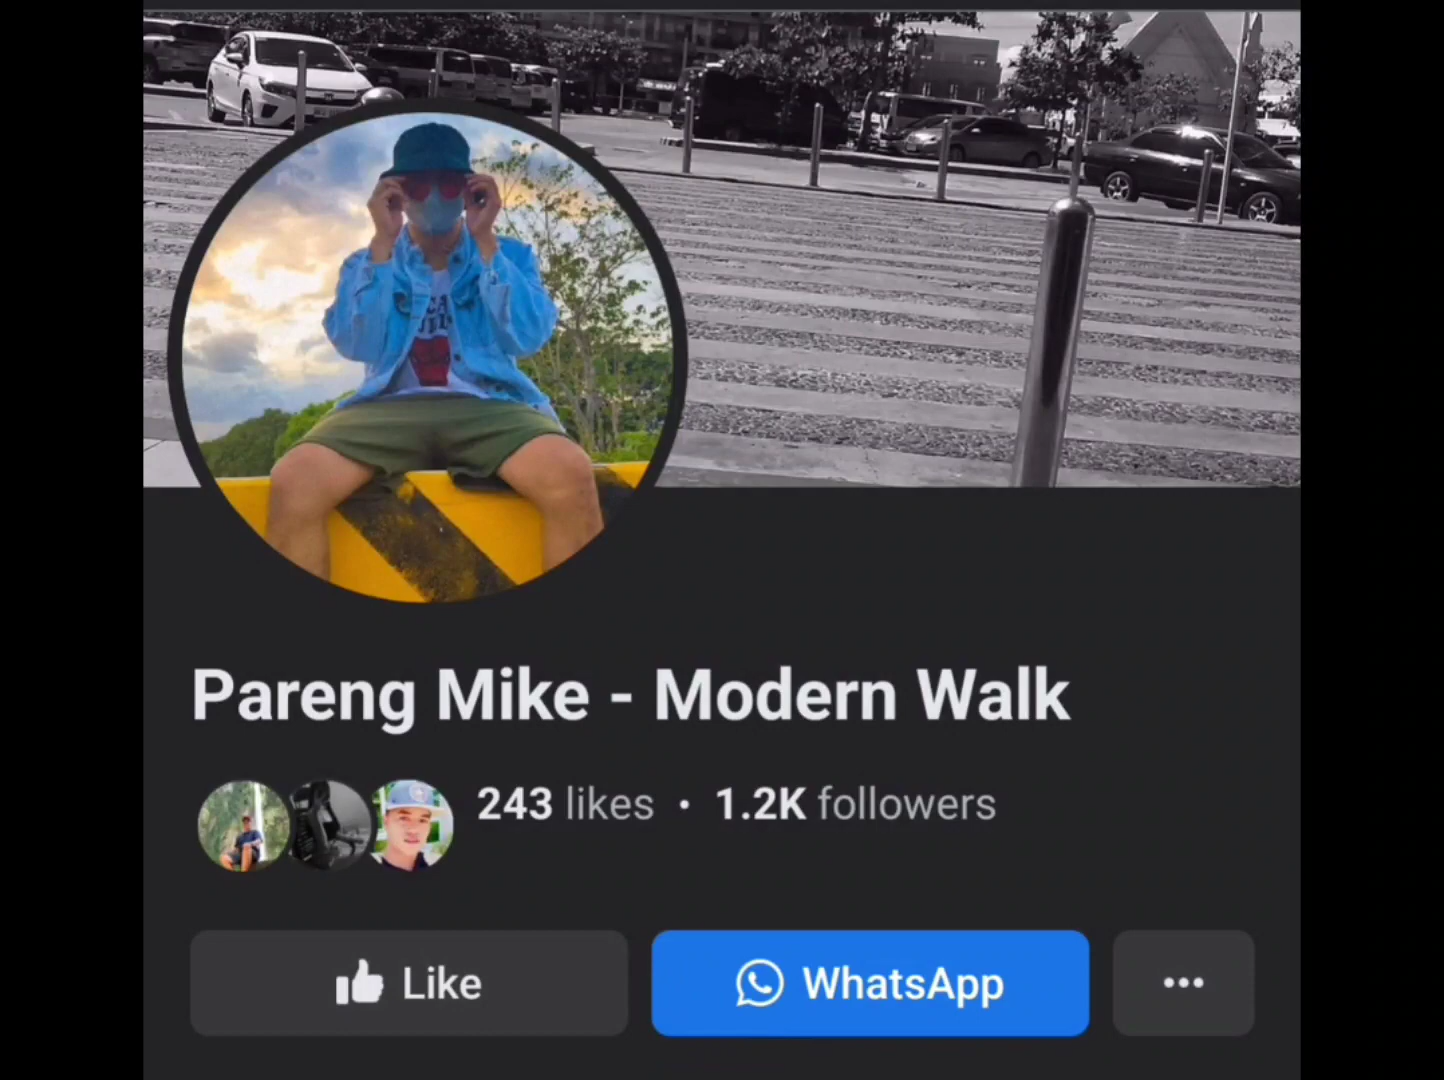 Pareng Mike - Modern Walk
243 likes • 1.2K followers
Like
WhatsApp